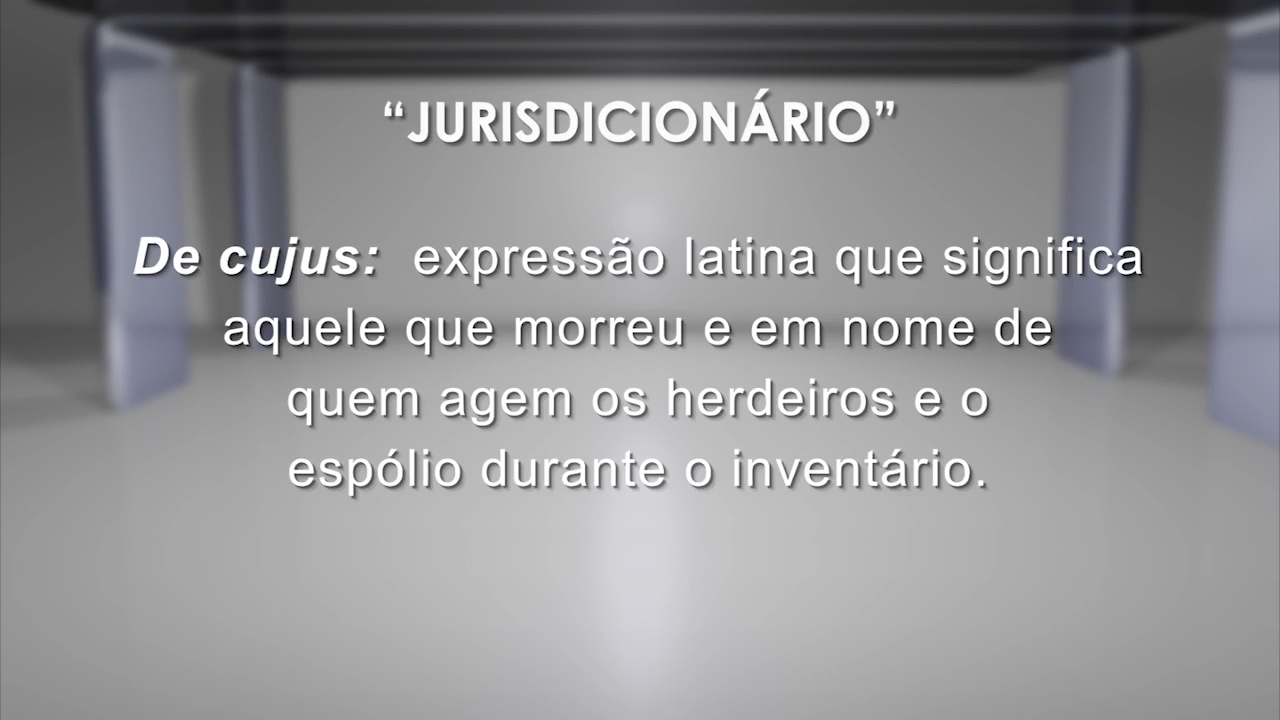 “JURISDICIONÁRIO”
De cujus: expressão latina que significa
aquele que morreu e em nome de
quem agem os herdeiros e o
espólio durante o inventário.